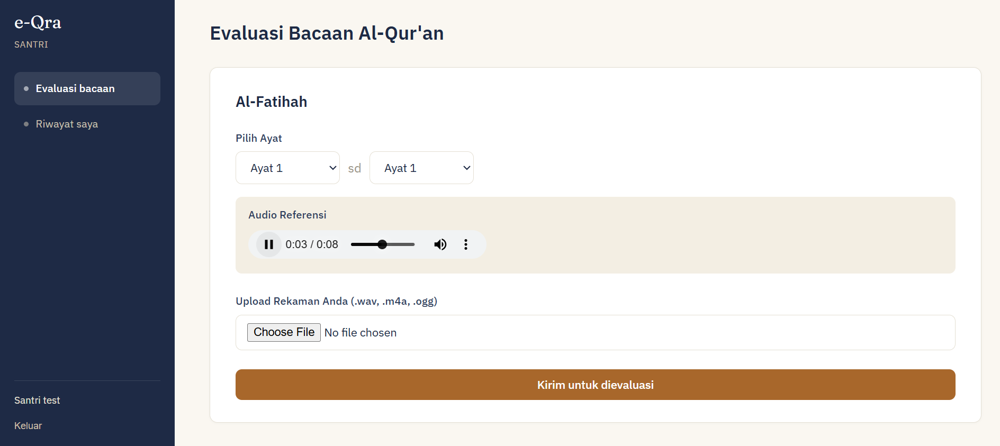 e-Qra
SANTRI
Evaluasi bacaan
Riwayat saya
Santri test
Keluar
Evaluasi Bacaan Al-Qur'an
Al-Fatihah
Pilih Ayat
Ayat 1 sd Ayat 1
Audio Referensi
0:03 / 0:08
Upload Rekaman Anda (.wav, .m4a, .ogg)
Choose File No file chosen
Kirim untuk dievaluasi